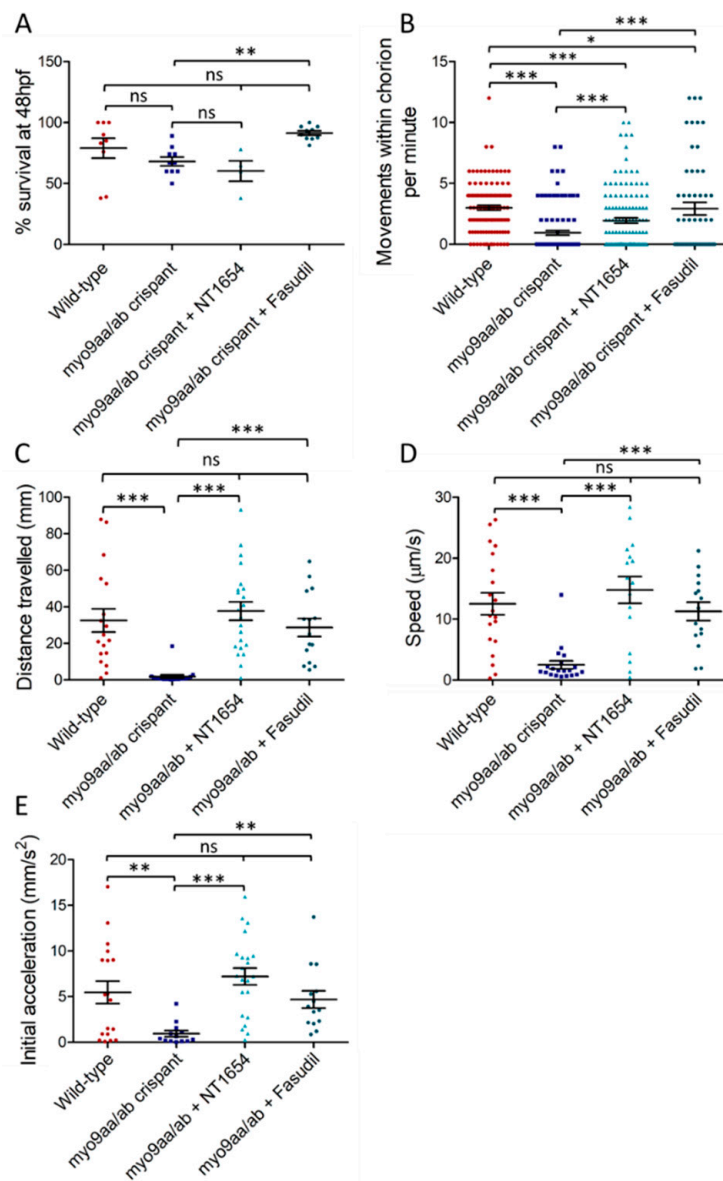 A
**
ns
ns
ns
% survival at 48hpf
150
100
50
0
Wild-type
myo9aa/ab crispant
myo9aa/ab crispant + NT1654
myo9aa/ab crispant + Fasudil
B
***
*
***
***
***
Movements within chorion
per minute
15
10
5
0
Wild-type
myo9aa/ab crispant
myo9aa/ab crispant + NT1654
myo9aa/ab crispant + Fasudil
C
***
ns
***
***
Distance travelled (mm)
100
80
60
40
20
0
Wild-type
myo9aa/ab crispant
myo9aa/ab + NT1654
myo9aa/ab + Fasudil
D
***
ns
***
***
Speed (μm/s)
30
20
10
0
Wild-type
myo9aa/ab crispant
myo9aa/ab + NT1654
myo9aa/ab + Fasudil
E
**
ns
**
***
Initial acceleration (mm/s²)
20
15
10
5
0
Wild-type
myo9aa/ab crispant
myo9aa/ab + NT1654
myo9aa/ab + Fasudil